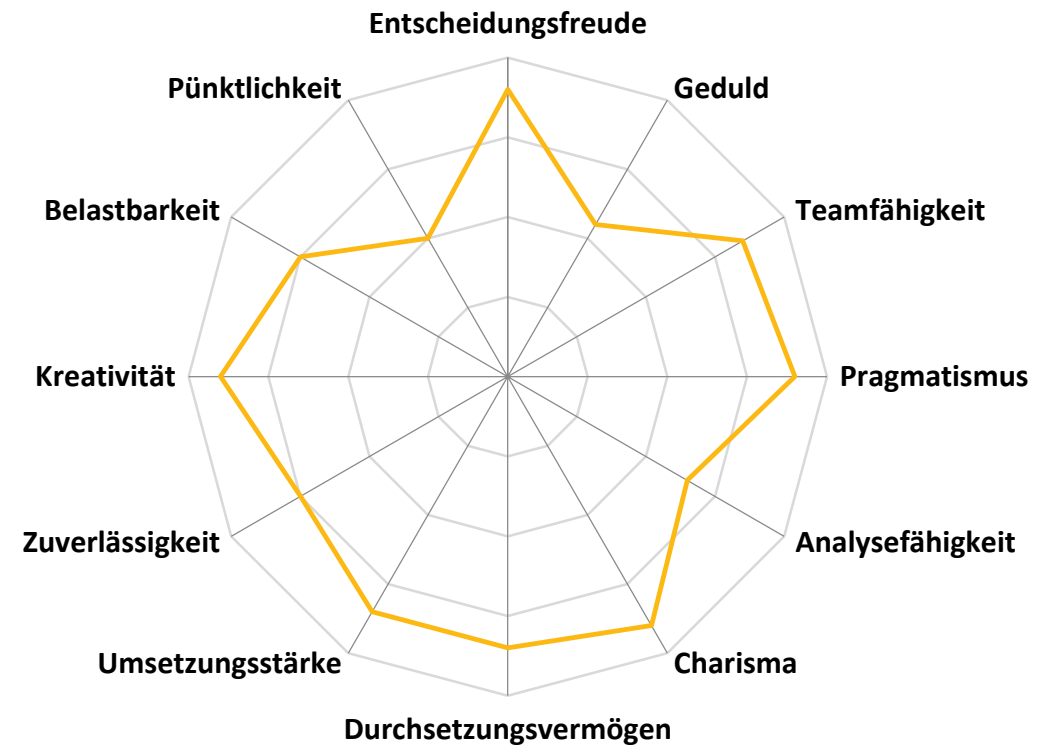 Entscheidungsfreude
Geduld
Teamfähigkeit
Pragmatismus
Analysefähigkeit
Charisma
Durchsetzungsvermögen
Umsetzungsstärke
Zuverlässigkeit
Kreativität
Belastbarkeit
Pünktlichkeit